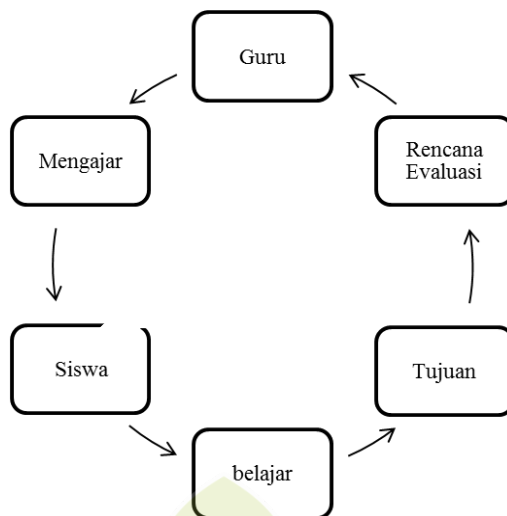 Guru
Mengajar
Rencana
Evaluasi
Siswa
Tujuan
belajar